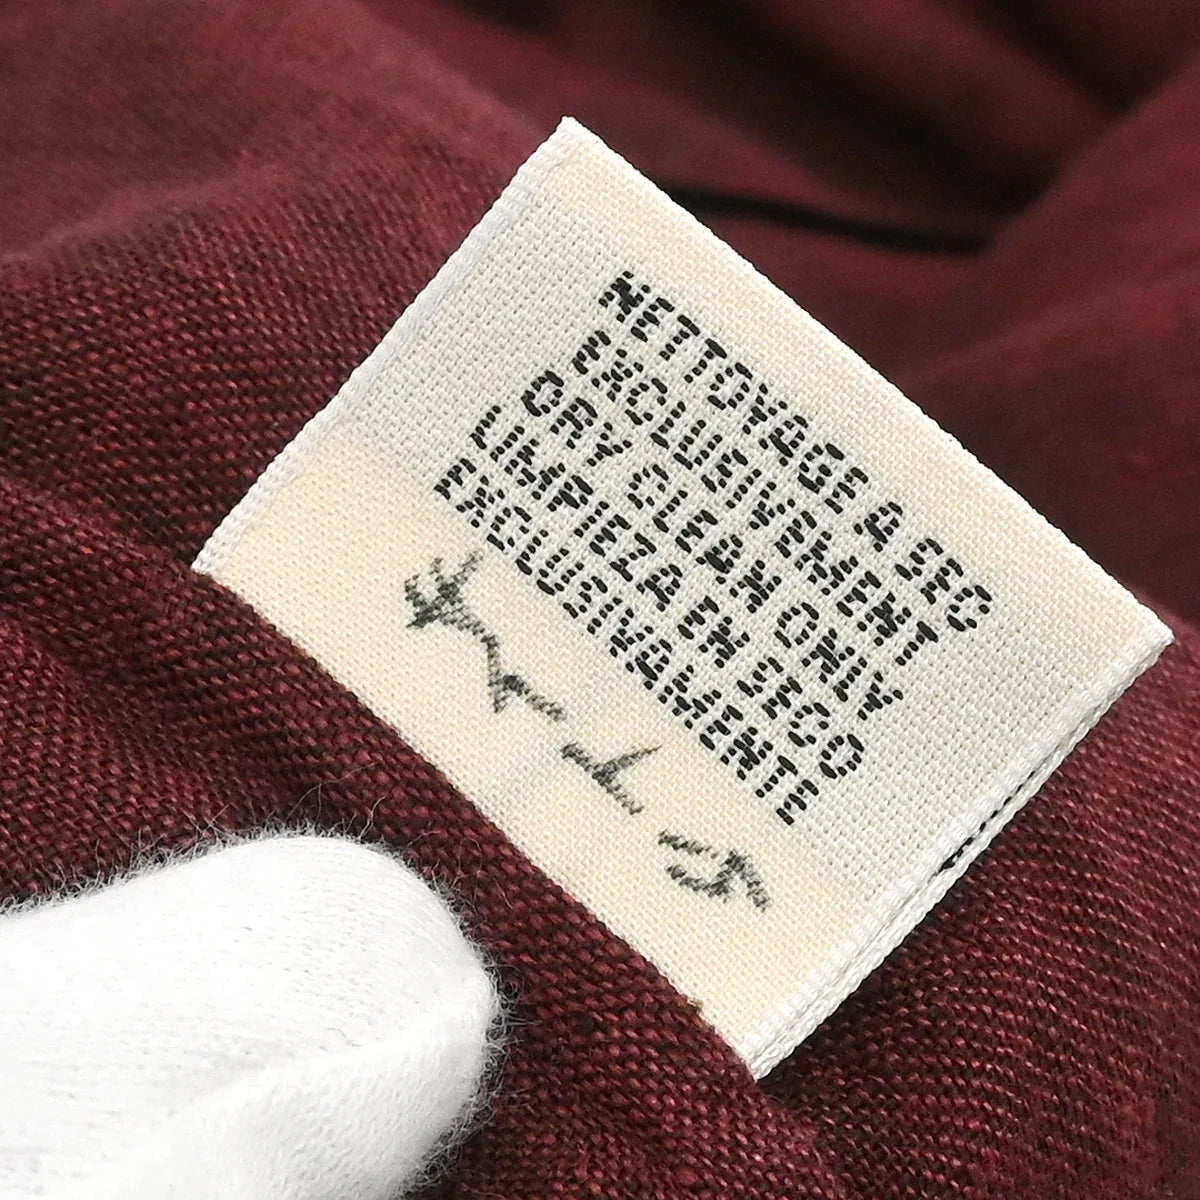 NETTOYAGE A SEC
EXCLUSIVEMENT
DRY CLEAN ONLY
LIMPIEZA EN SECO
EXCLUSIVAMENTE